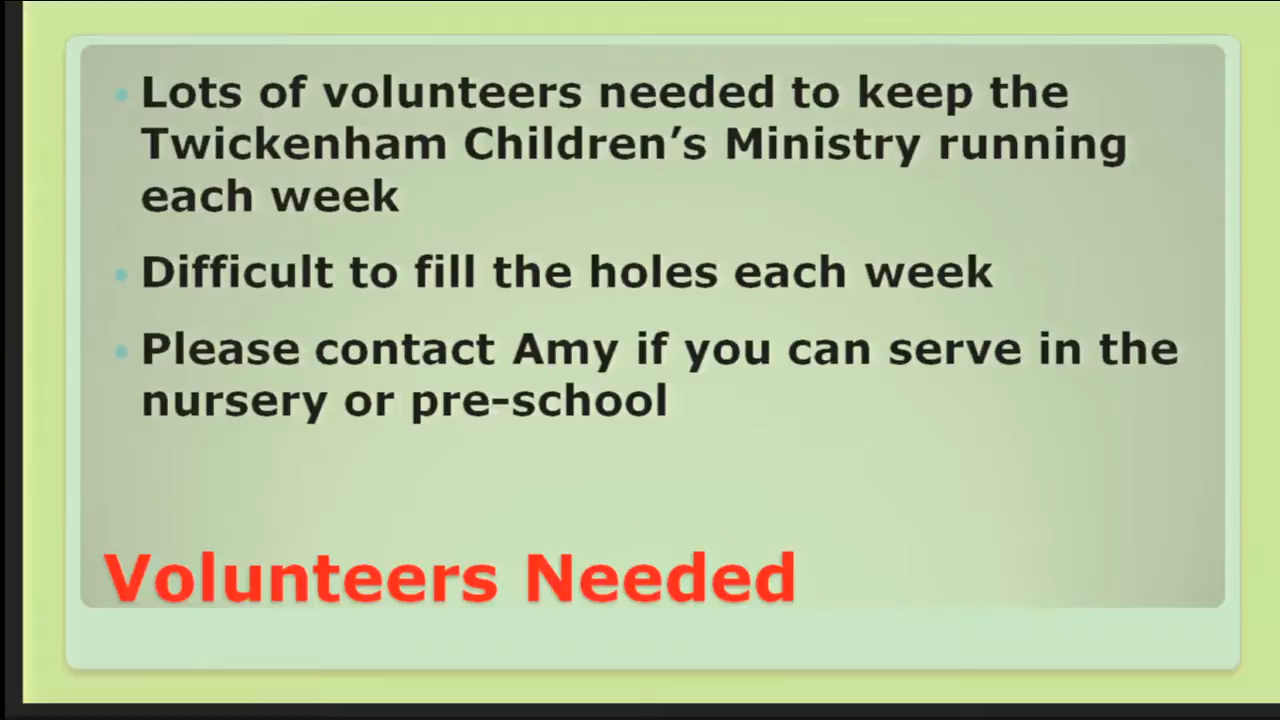 • Lots of volunteers needed to keep the
Twickenham Children’s Ministry running
each week
• Difficult to fill the holes each week
• Please contact Amy if you can serve in the
nursery or pre-school
Volunteers Needed